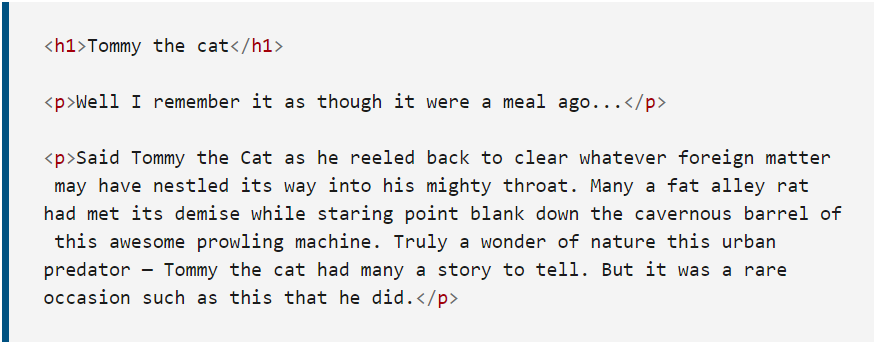 <h1>Tommy the cat</h1>
<p>Well I remember it as though it were a meal ago...</p>
<p>Said Tommy the Cat as he reeled back to clear whatever foreign matter
may have nestled its way into his mighty throat. Many a fat alley rat
had met its demise while staring point blank down the cavernous barrel of
this awesome prowling machine. Truly a wonder of nature this urban
predator — Tommy the cat had many a story to tell. But it was a rare
occasion such as this that he did.</p>